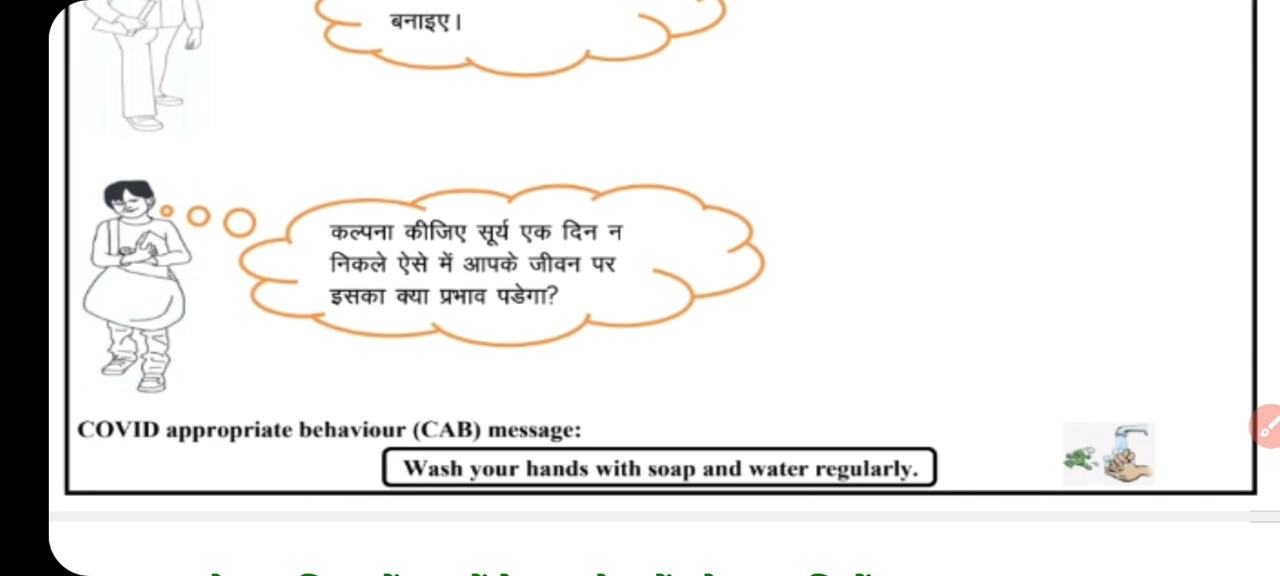 बनाइए।
कल्पना कीजिए सूर्य एक दिन न
निकले ऐसे में आपके जीवन पर
इसका क्या प्रभाव पडेगा?
COVID appropriate behaviour (CAB) message:
Wash your hands with soap and water regularly.